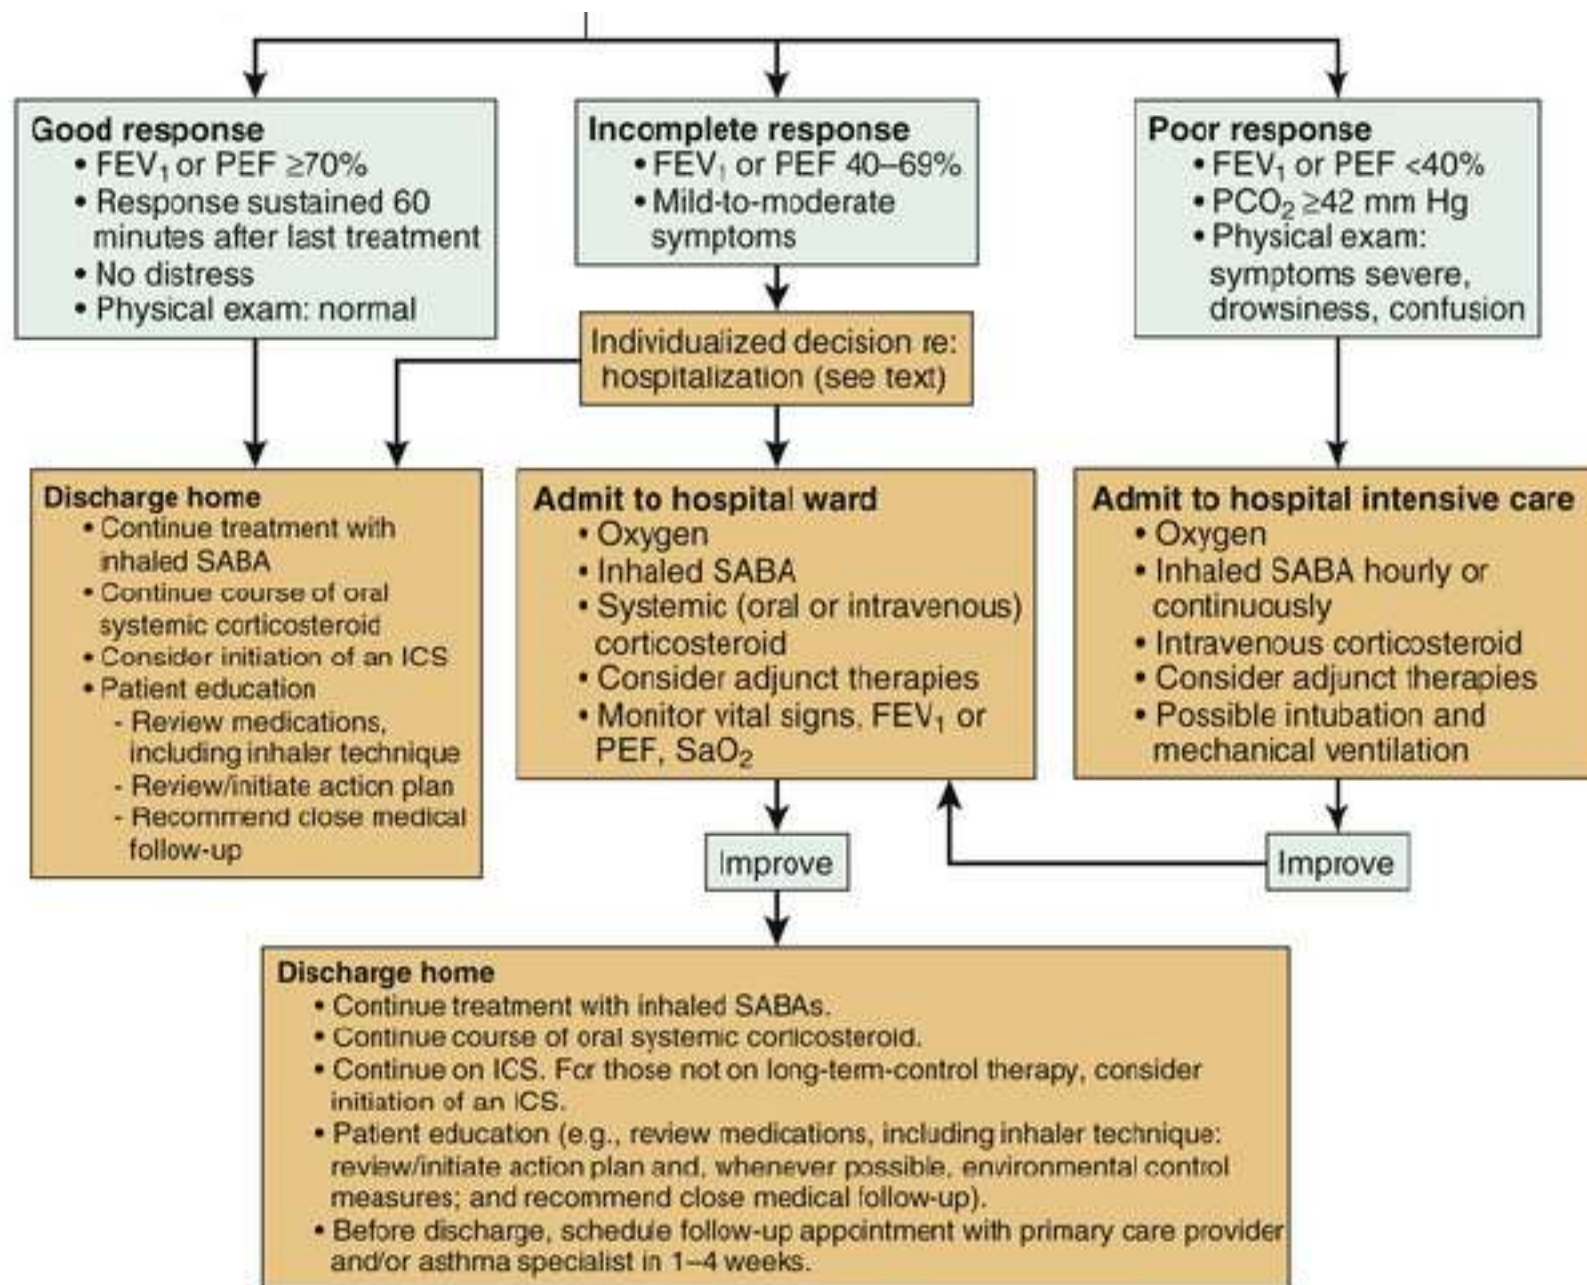 Good response
• FEV₁ or PEF ≥70%
• Response sustained 60
minutes after last treatment
• No distress
• Physical exam: normal
Incomplete response
• FEV₁ or PEF 40–69%
• Mild-to-moderate
symptoms
Poor response
• FEV₁ or PEF <40%
• PCO₂ ≥42 mm Hg
• Physical exam:
symptoms severe,
drowsiness, confusion
Individualized decision re:
hospitalization (see text)
Discharge home
• Continue treatment with
inhaled SABA
• Continue course of oral
systemic corticosteroid
• Consider initiation of an ICS
• Patient education
- Review medications,
including inhaler technique
- Review/initiate action plan
- Recommend close medical
follow-up
Admit to hospital ward
• Oxygen
• Inhaled SABA
• Systemic (oral or intravenous)
corticosteroid
• Consider adjunct therapies
• Monitor vital signs, FEV₁ or
PEF, SaO₂
Admit to hospital intensive care
• Oxygen
• Inhaled SABA hourly or
continuously
• Intravenous corticosteroid
• Consider adjunct therapies
• Possible intubation and
mechanical ventilation
Improve
Improve
Discharge home
• Continue treatment with inhaled SABAs.
• Continue course of oral systemic corticosteroid.
• Continue on ICS. For those not on long-term-control therapy, consider
initiation of an ICS.
• Patient education (e.g., review medications, including inhaler technique:
review/initiate action plan and, whenever possible, environmental control
measures; and recommend close medical follow-up).
• Before discharge, schedule follow-up appointment with primary care provider
and/or asthma specialist in 1–4 weeks.